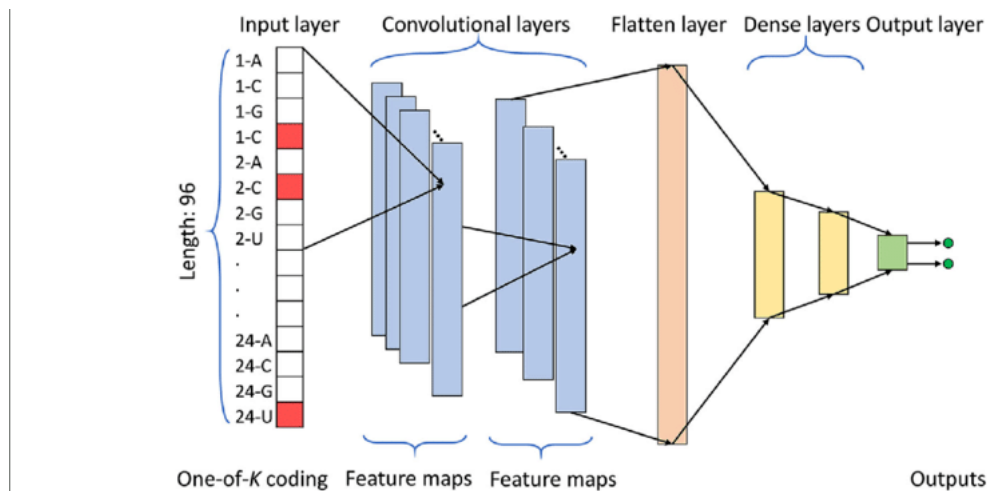 Input layer
Convolutional layers
Flatten layer
Dense layers
Output layer
Length: 96
1-A
1-C
1-G
1-C
2-A
2-C
2-G
2-U
.
.
.
24-A
24-C
24-G
24-U
One-of-K coding
Feature maps
Feature maps
Outputs